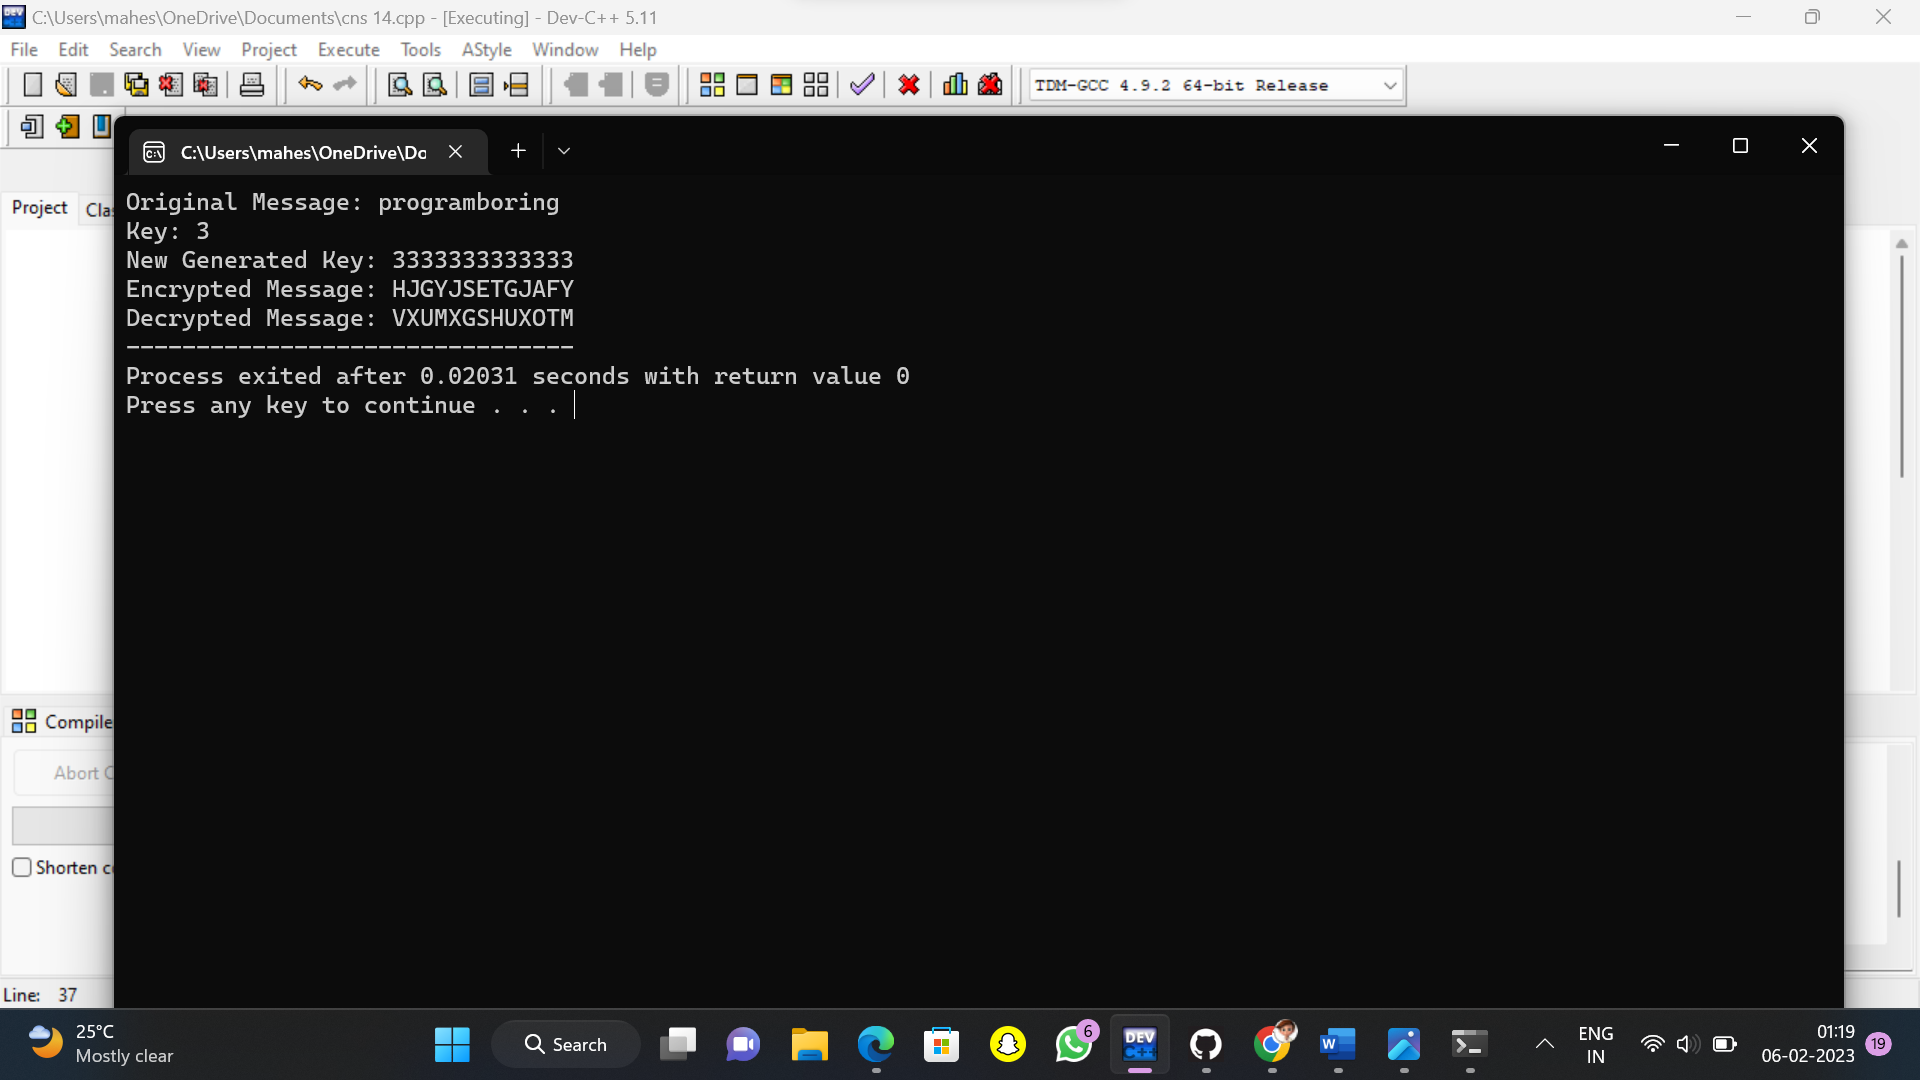 C:\Users\mahes\OneDrive\Documents\cns 14.cpp - [Executing] - Dev-C++ 5.11
File Edit Search View Project Execute Tools AStyle Window Help
TDM-GCC 4.9.2 64-bit Release
C:\Users\mahes\OneDrive\Do
Project Clas
Original Message: programboring
Key: 3
New Generated Key: 3333333333333
Encrypted Message: HJGYJSETGJAFY
Decrypted Message: VXUMXGSHUXOTM
--------------------------------
Process exited after 0.02031 seconds with return value 0
Press any key to continue . . .
Compile
Abort C
Shorten c
Line: 37
25°C
Mostly clear
Search
6
DEV
C++
ENG
IN
01:19
06-02-2023
19